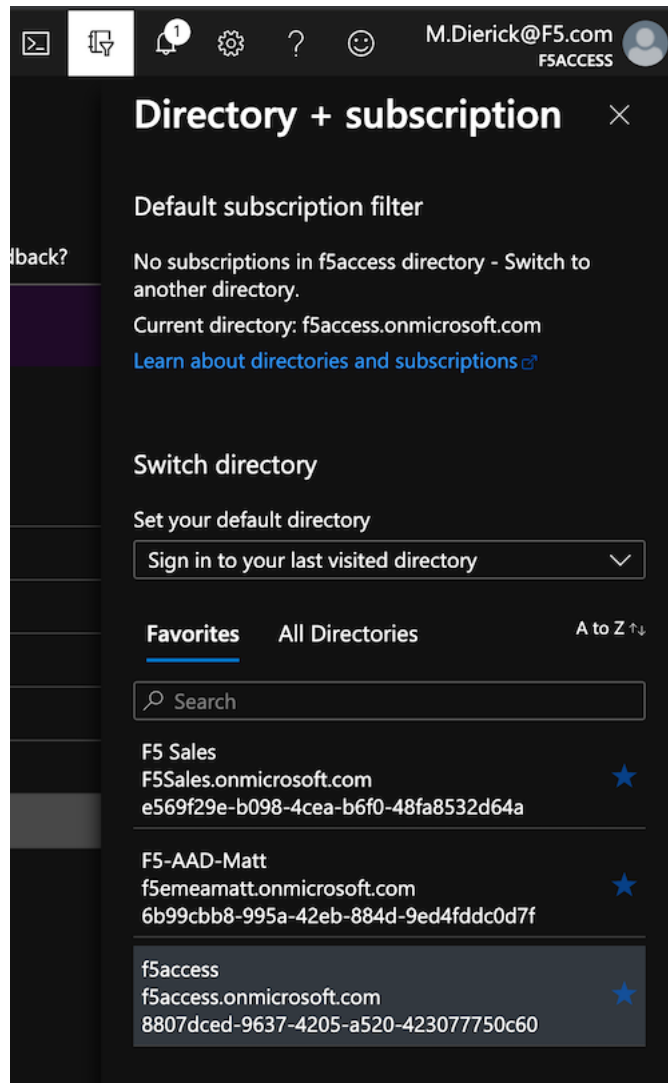 1
M.Dierick@F5.com
F5ACCESS
Directory + subscription
Default subscription filter
dback?
No subscriptions in f5access directory - Switch to
another directory.
Current directory: f5access.onmicrosoft.com
Learn about directories and subscriptions
Switch directory
Set your default directory
Sign in to your last visited directory
Favorites All Directories A to Z ↑↓
Search
F5 Sales
F5Sales.onmicrosoft.com
e569f29e-b098-4cea-b6f0-48fa8532d64a
F5-AAD-Matt
f5emeamatt.onmicrosoft.com
6b99cbb8-995a-42eb-884d-9ed4fddc0d7f
f5access
f5access.onmicrosoft.com
8807dced-9637-4205-a520-423077750c60